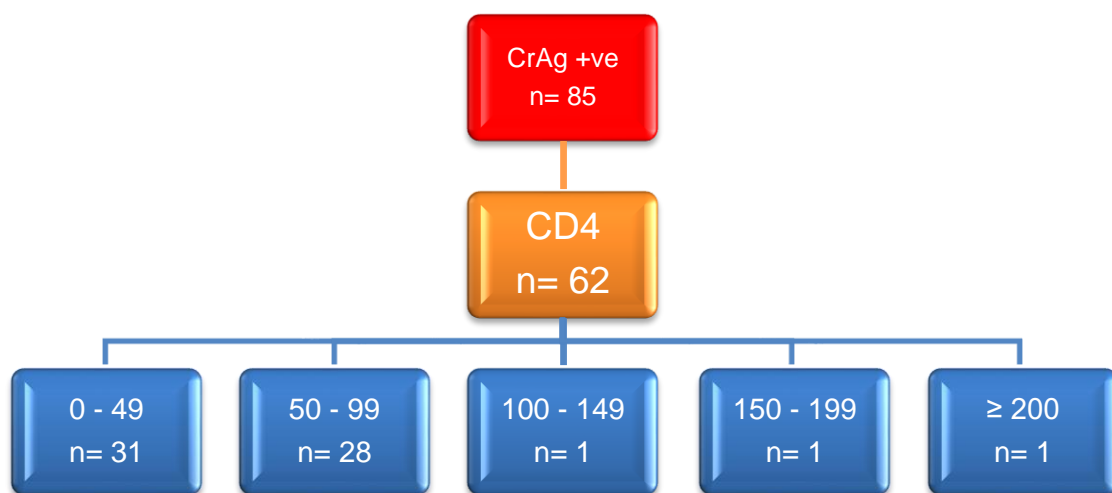 CrAg +ve
n= 85
CD4
n= 62
0 - 49
n= 31
50 - 99
n= 28
100 - 149
n= 1
150 - 199
n= 1
≥ 200
n= 1